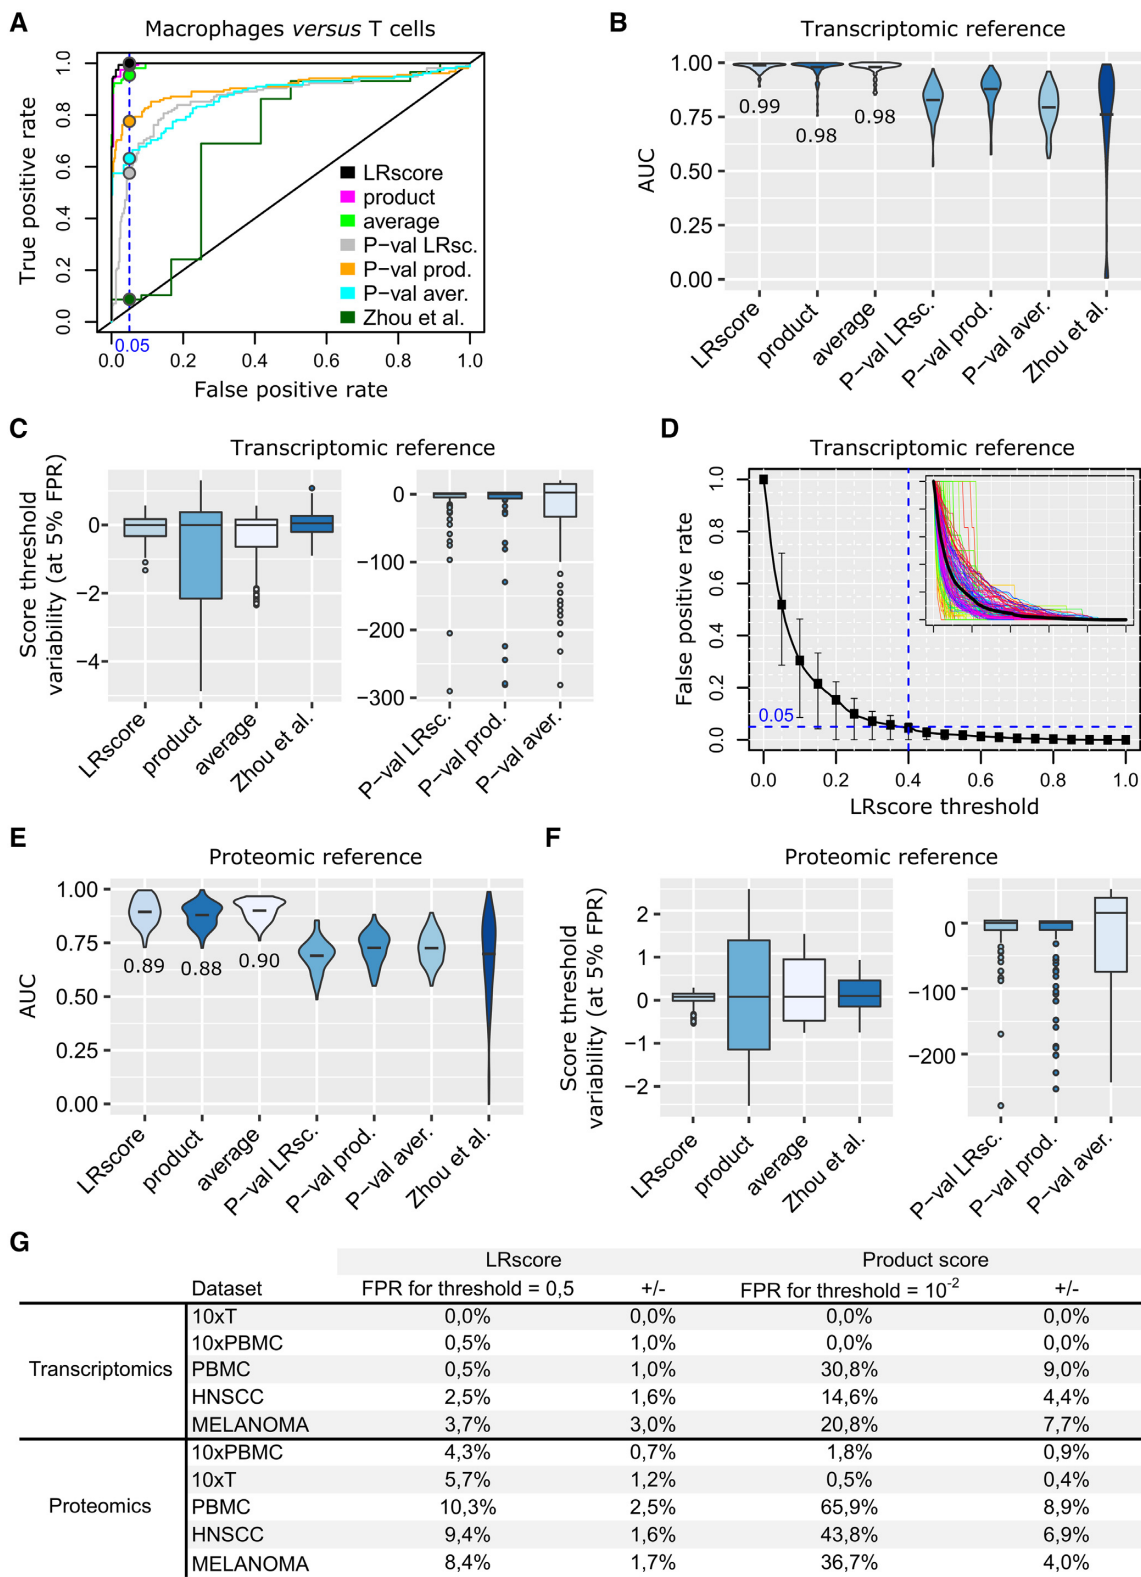 A
Macrophages versus T cells
True positive rate
1.0
0.8
0.6
0.4
0.2
0.0
LRscore
product
average
P−val LRsc.
P−val prod.
P−val aver.
Zhou et al.
0.05
0.0 0.2 0.4 0.6 0.8 1.0
False positive rate
B
Transcriptomic reference
AUC
1.00
0.75
0.50
0.25
0.00
0.99
0.98
0.98
LRscore
product
average
P−val LRsc.
P−val prod.
P−val aver.
Zhou et al.
C
Transcriptomic reference
Score threshold
variability (at 5% FPR)
0
−2
−4
LRscore
product
average
Zhou et al.
0
−100
−200
−300
P−val LRsc.
P−val prod.
P−val aver.
D
Transcriptomic reference
False positive rate
1.0
0.8
0.6
0.4
0.2
0.0
0.05
0.0 0.2 0.4 0.6 0.8 1.0
LRscore threshold
E
Proteomic reference
AUC
1.00
0.75
0.50
0.25
0.00
0.89
0.88
0.90
LRscore
product
average
P−val LRsc.
P−val prod.
P−val aver.
Zhou et al.
F
Proteomic reference
Score threshold
variability (at 5% FPR)
2
1
0
−1
−2
LRscore
product
average
Zhou et al.
0
−100
−200
P−val LRsc.
P−val prod.
P−val aver.
G
LRscore Product score
Dataset FPR for threshold = 0,5 +/- FPR for threshold = 10⁻² +/-
Transcriptomics
10xT 0,0% 0,0% 0,0% 0,0%
10xPBMC 0,5% 1,0% 0,0% 0,0%
PBMC 0,5% 1,0% 30,8% 9,0%
HNSCC 2,5% 1,6% 14,6% 4,4%
MELANOMA 3,7% 3,0% 20,8% 7,7%
Proteomics
10xPBMC 4,3% 0,7% 1,8% 0,9%
10xT 5,7% 1,2% 0,5% 0,4%
PBMC 10,3% 2,5% 65,9% 8,9%
HNSCC 9,4% 1,6% 43,8% 6,9%
MELANOMA 8,4% 1,7% 36,7% 4,0%